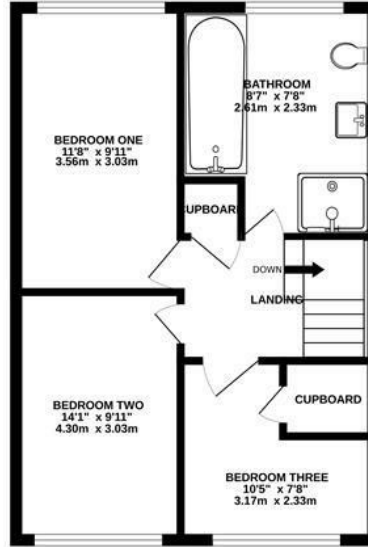 BATHROOM
8'7" x 7'8"
2.61m x 2.33m
BEDROOM ONE
11'8" x 9'11"
3.56m x 3.03m
CUPBOARD
DOWN
LANDING
BEDROOM TWO
14'1" x 9'11"
4.30m x 3.03m
CUPBOARD
BEDROOM THREE
10'5" x 7'8"
3.17m x 2.33m